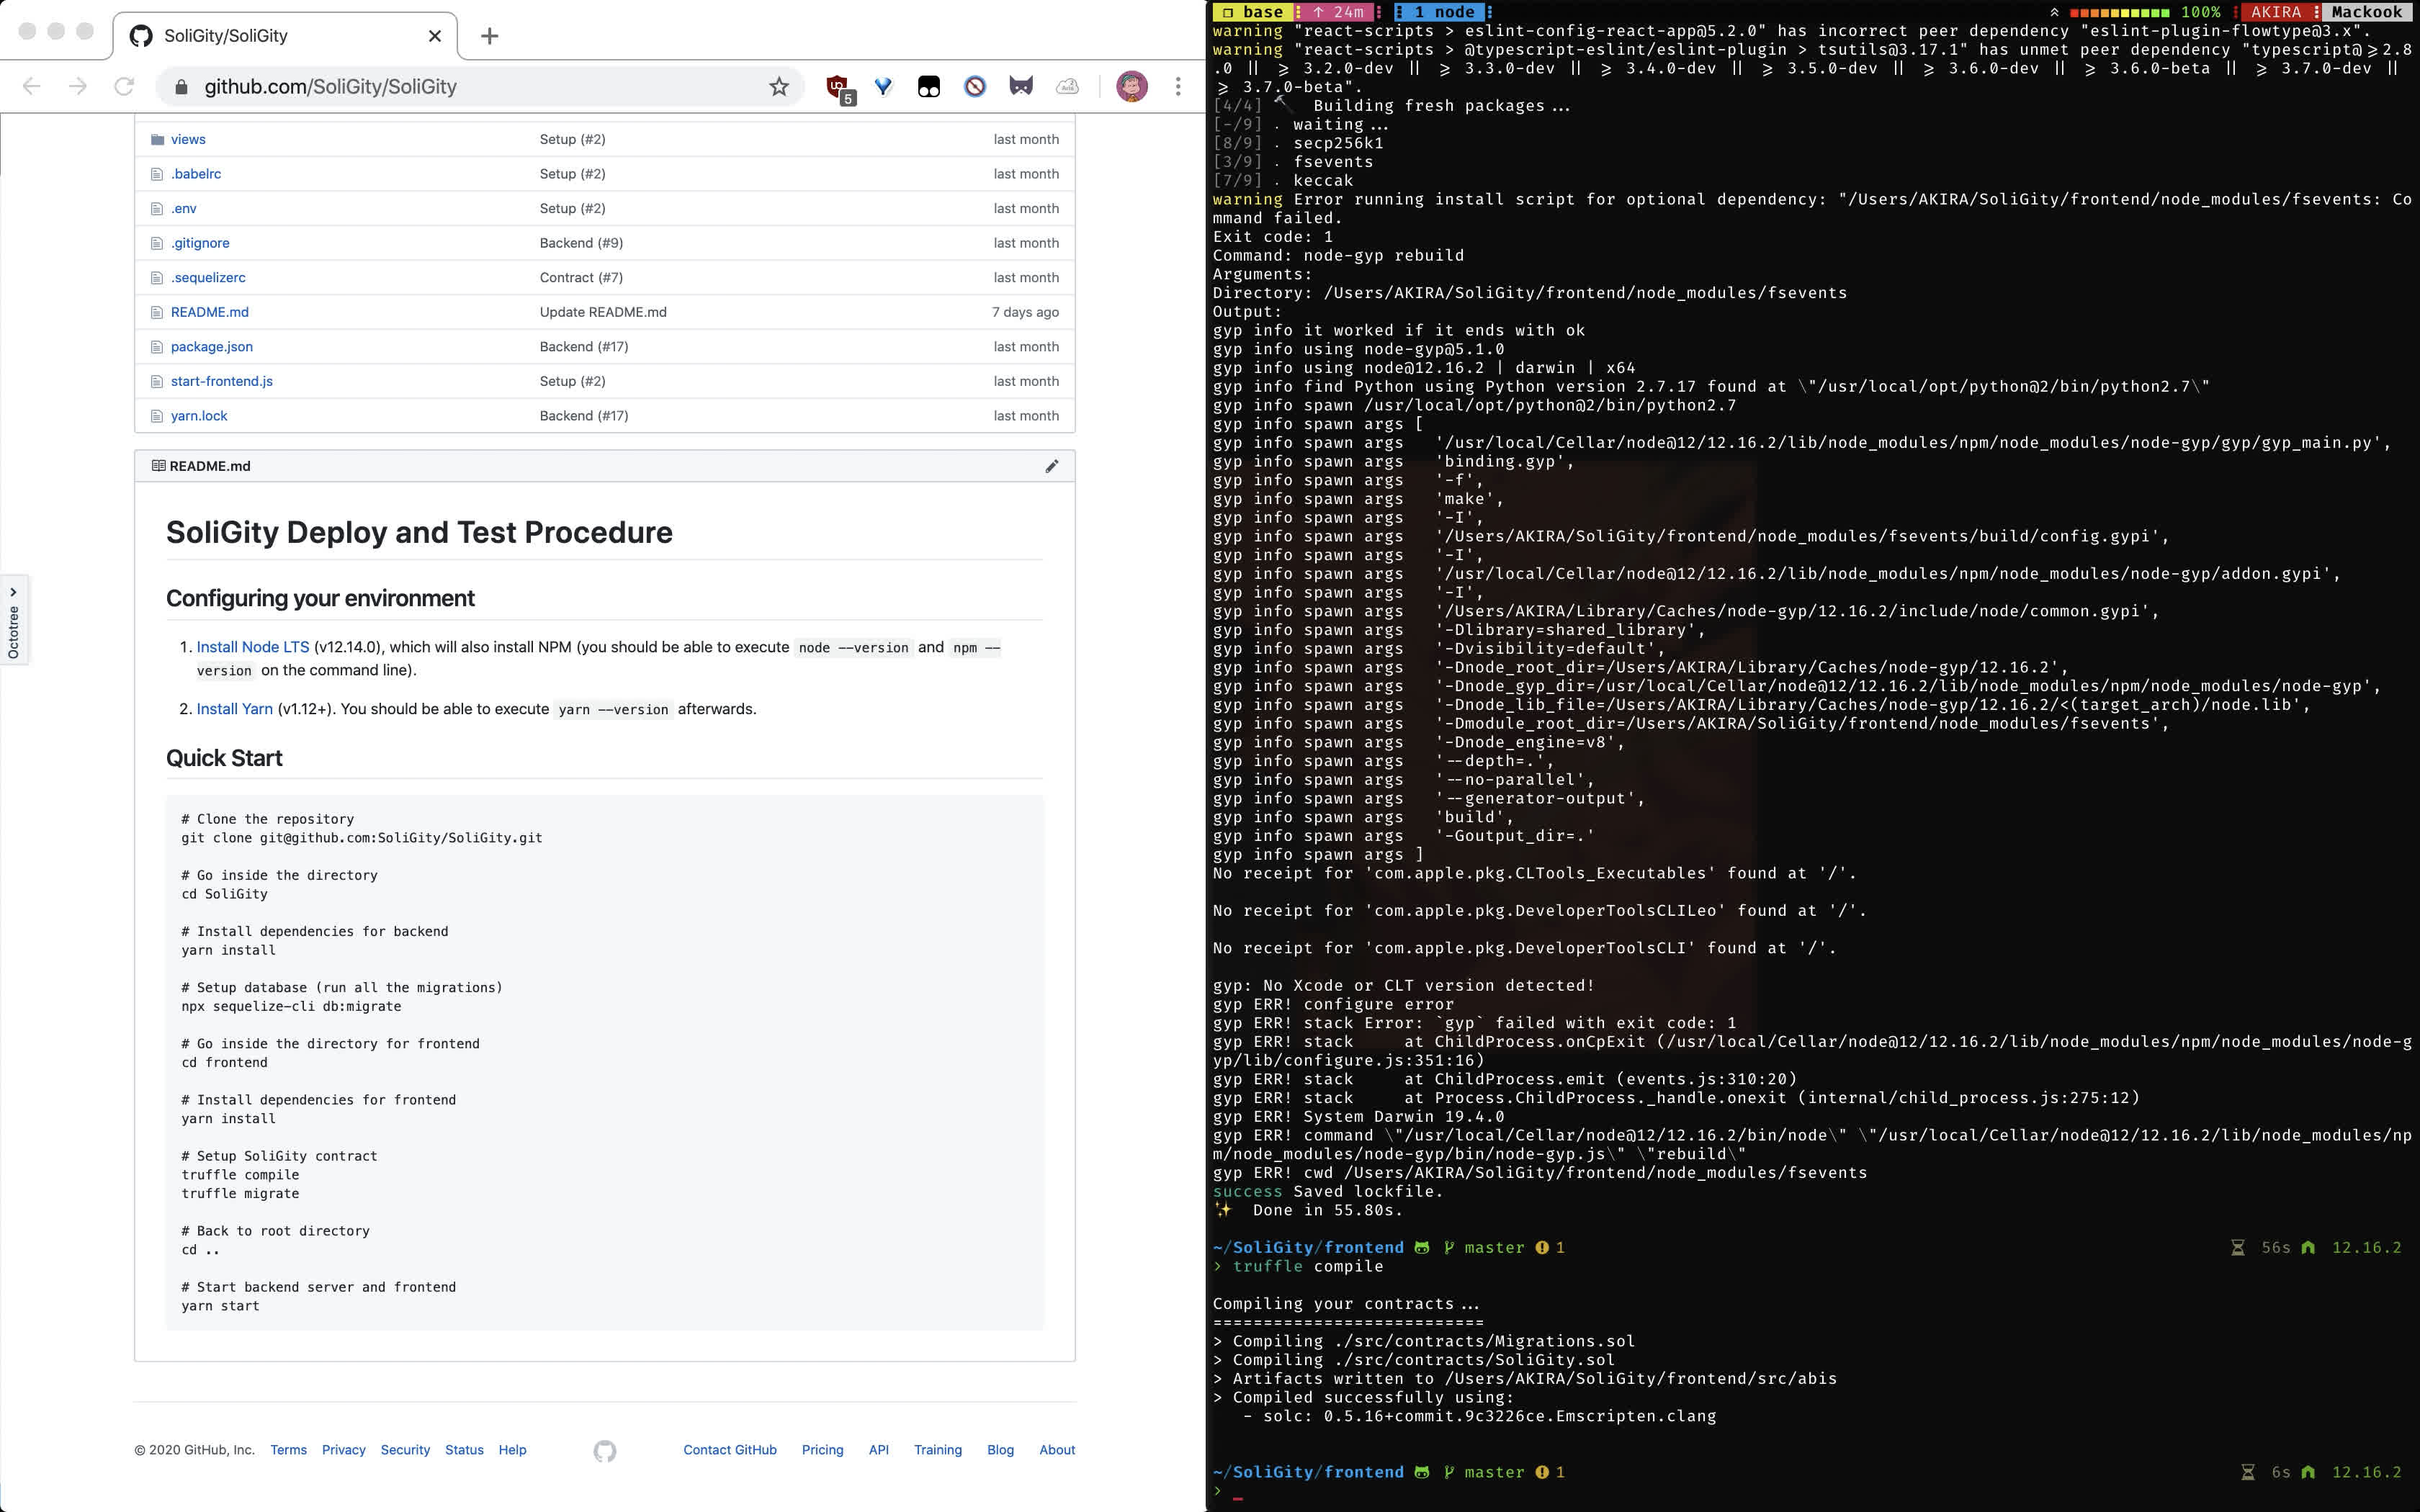 SoliGity/SoliGity
github.com/SoliGity/SoliGity
5
views Setup (#2) last month
.babelrc Setup (#2) last month
.env Setup (#2) last month
.gitignore Backend (#9) last month
.sequelizerc Contract (#7) last month
README.md Update README.md 7 days ago
package.json Backend (#17) last month
start-frontend.js Setup (#2) last month
yarn.lock Backend (#17) last month
README.md
Octotree
SoliGity Deploy and Test Procedure
Configuring your environment
1. Install Node LTS (v12.14.0), which will also install NPM (you should be able to execute node --version and npm --
version on the command line).
2. Install Yarn (v1.12+). You should be able to execute yarn --version afterwards.
Quick Start
# Clone the repository
git clone git@github.com:SoliGity/SoliGity.git
# Go inside the directory
cd SoliGity
# Install dependencies for backend
yarn install
# Setup database (run all the migrations)
npx sequelize-cli db:migrate
# Go inside the directory for frontend
cd frontend
# Install dependencies for frontend
yarn install
# Setup SoliGity contract
truffle compile
truffle migrate
# Back to root directory
cd ..
# Start backend server and frontend
yarn start
© 2020 GitHub, Inc. Terms Privacy Security Status Help Contact GitHub Pricing API Training Blog About
base ↑ 24m 1 node 100% AKIRA Mackook
warning "react-scripts > eslint-config-react-app@5.2.0" has incorrect peer dependency "eslint-plugin-flowtype@3.x".
warning "react-scripts > @typescript-eslint/eslint-plugin > tsutils@3.17.1" has unmet peer dependency "typescript@>=2.8
.0 || >= 3.2.0-dev || >= 3.3.0-dev || >= 3.4.0-dev || >= 3.5.0-dev || >= 3.6.0-dev || >= 3.6.0-beta || >= 3.7.0-dev ||
>= 3.7.0-beta".
[4/4] 🔨 Building fresh packages...
[-/9] . waiting...
[8/9] . secp256k1
[3/9] . fsevents
[7/9] . keccak
warning Error running install script for optional dependency: "/Users/AKIRA/SoliGity/frontend/node_modules/fsevents: Co
mmand failed.
Exit code: 1
Command: node-gyp rebuild
Arguments:
Directory: /Users/AKIRA/SoliGity/frontend/node_modules/fsevents
Output:
gyp info it worked if it ends with ok
gyp info using node-gyp@5.1.0
gyp info using node@12.16.2 | darwin | x64
gyp info find Python using Python version 2.7.17 found at \"/usr/local/opt/python@2/bin/python2.7\"
gyp info spawn /usr/local/opt/python@2/bin/python2.7
gyp info spawn args [
gyp info spawn args   '/usr/local/Cellar/node@12/12.16.2/lib/node_modules/npm/node_modules/node-gyp/gyp/gyp_main.py',
gyp info spawn args   'binding.gyp',
gyp info spawn args   '-f',
gyp info spawn args   'make',
gyp info spawn args   '-I',
gyp info spawn args   '/Users/AKIRA/SoliGity/frontend/node_modules/fsevents/build/config.gypi',
gyp info spawn args   '-I',
gyp info spawn args   '/usr/local/Cellar/node@12/12.16.2/lib/node_modules/npm/node_modules/node-gyp/addon.gypi',
gyp info spawn args   '-I',
gyp info spawn args   '/Users/AKIRA/Library/Caches/node-gyp/12.16.2/include/node/common.gypi',
gyp info spawn args   '-Dlibrary=shared_library',
gyp info spawn args   '-Dvisibility=default',
gyp info spawn args   '-Dnode_root_dir=/Users/AKIRA/Library/Caches/node-gyp/12.16.2',
gyp info spawn args   '-Dnode_gyp_dir=/usr/local/Cellar/node@12/12.16.2/lib/node_modules/npm/node_modules/node-gyp',
gyp info spawn args   '-Dnode_lib_file=/Users/AKIRA/Library/Caches/node-gyp/12.16.2/<(target_arch)/node.lib',
gyp info spawn args   '-Dmodule_root_dir=/Users/AKIRA/SoliGity/frontend/node_modules/fsevents',
gyp info spawn args   '-Dnode_engine=v8',
gyp info spawn args   '--depth=.',
gyp info spawn args   '--no-parallel',
gyp info spawn args   '--generator-output',
gyp info spawn args   'build',
gyp info spawn args   '-Goutput_dir=.'
gyp info spawn args ]
No receipt for 'com.apple.pkg.CLTools_Executables' found at '/'.
No receipt for 'com.apple.pkg.DeveloperToolsCLILeo' found at '/'.
No receipt for 'com.apple.pkg.DeveloperToolsCLI' found at '/'.
gyp: No Xcode or CLT version detected!
gyp ERR! configure error
gyp ERR! stack Error: `gyp` failed with exit code: 1
gyp ERR! stack     at ChildProcess.onCpExit (/usr/local/Cellar/node@12/12.16.2/lib/node_modules/npm/node_modules/node-g
yp/lib/configure.js:351:16)
gyp ERR! stack     at ChildProcess.emit (events.js:310:20)
gyp ERR! stack     at Process.ChildProcess._handle.onexit (internal/child_process.js:275:12)
gyp ERR! System Darwin 19.4.0
gyp ERR! command \"/usr/local/Cellar/node@12/12.16.2/bin/node\" \"/usr/local/Cellar/node@12/12.16.2/lib/node_modules/np
m/node_modules/node-gyp/bin/node-gyp.js\" \"rebuild\"
gyp ERR! cwd /Users/AKIRA/SoliGity/frontend/node_modules/fsevents
success Saved lockfile.
✨ Done in 55.80s.
~/SoliGity/frontend master 1 56s 12.16.2
> truffle compile
Compiling your contracts...
===========================
> Compiling ./src/contracts/Migrations.sol
> Compiling ./src/contracts/SoliGity.sol
> Artifacts written to /Users/AKIRA/SoliGity/frontend/src/abis
> Compiled successfully using:
- solc: 0.5.16+commit.9c3226ce.Emscripten.clang
~/SoliGity/frontend master 1 6s 12.16.2
> _